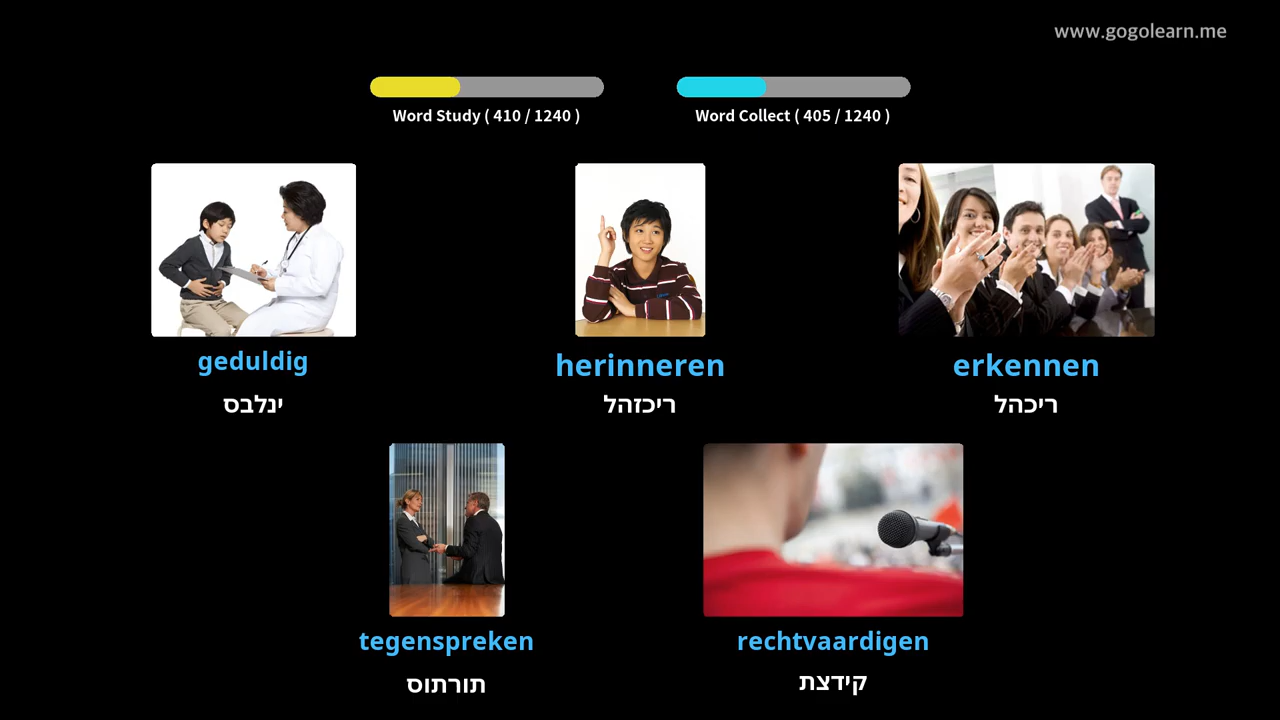 www.gogolearn.me
Word Study ( 410 / 1240 )
Word Collect ( 405 / 1240 )
geduldig
ינלבס
herinneren
ריכזהל
erkennen
ריכהל
tegenspreken
תורתוס
rechtvaardigen
קידצת